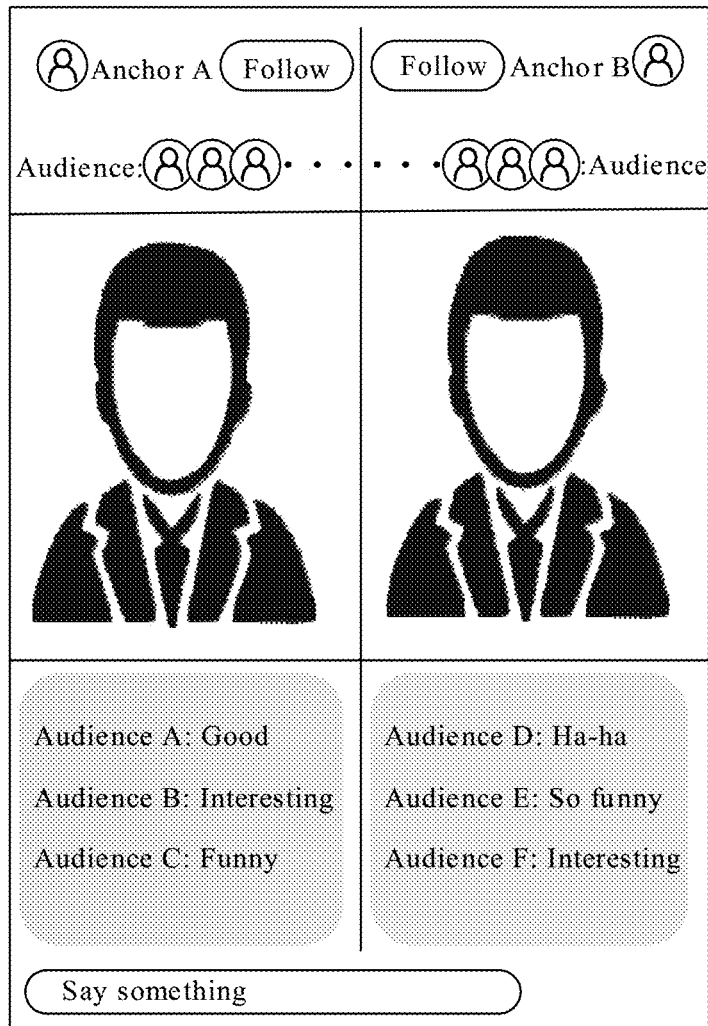 Anchor A Follow Follow Anchor B
Audience: :Audience
Audience A: Good
Audience B: Interesting
Audience C: Funny
Audience D: Ha-ha
Audience E: So funny
Audience F: Interesting
Say something